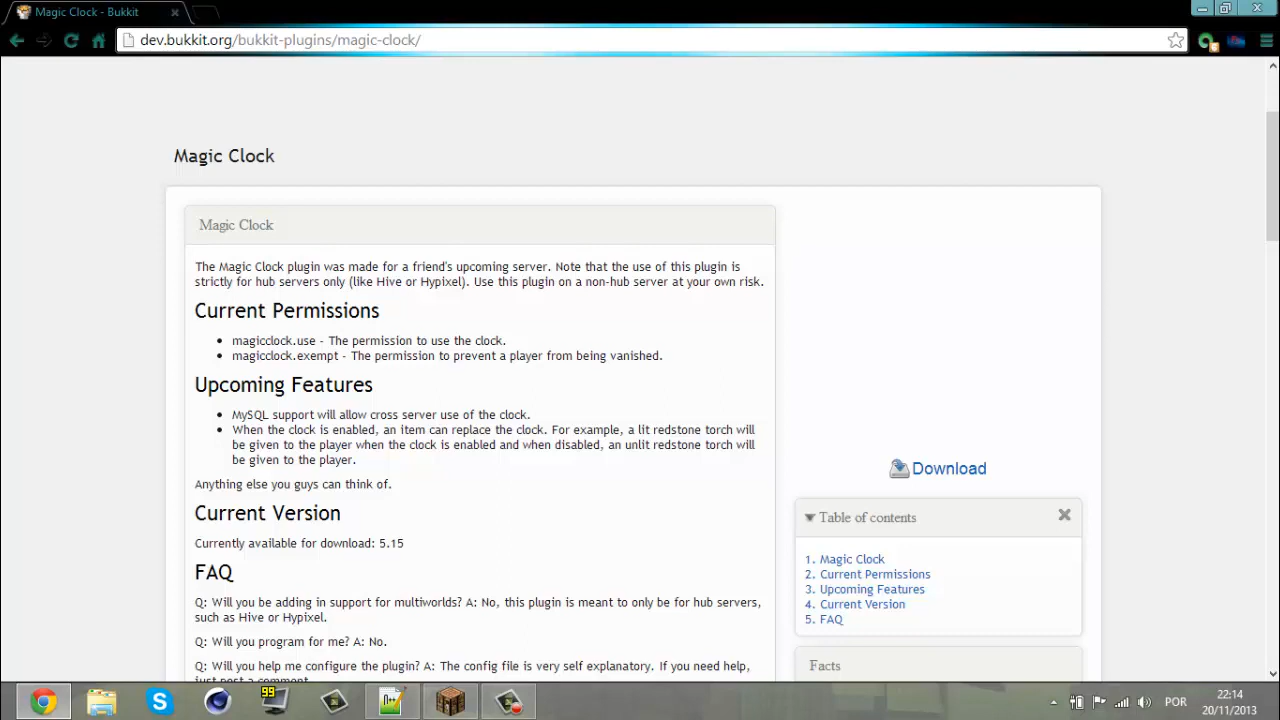 Magic Clock - Bukkit
dev.bukkit.org/bukkit-plugins/magic-clock/
Magic Clock
Magic Clock
The Magic Clock plugin was made for a friend's upcoming server. Note that the use of this plugin is
strictly for hub servers only (like Hive or Hypixel). Use this plugin on a non-hub server at your own risk.
Current Permissions
magicclock.use - The permission to use the clock.
magicclock.exempt - The permission to prevent a player from being vanished.
Upcoming Features
MySQL support will allow cross server use of the clock.
When the clock is enabled, an item can replace the clock. For example, a lit redstone torch will
be given to the player when the clock is enabled and when disabled, an unlit redstone torch will
be given to the player.
Anything else you guys can think of.
Current Version
Currently available for download: 5.15
FAQ
Q: Will you be adding in support for multiworlds? A: No, this plugin is meant to only be for hub servers,
such as Hive or Hypixel.
Q: Will you program for me? A: No.
Q: Will you help me configure the plugin? A: The config file is very self explanatory. If you need help,
just post a comment.
Download
Table of contents
1. Magic Clock
2. Current Permissions
3. Upcoming Features
4. Current Version
5. FAQ
Facts
99
POR
22:14
20/11/2013